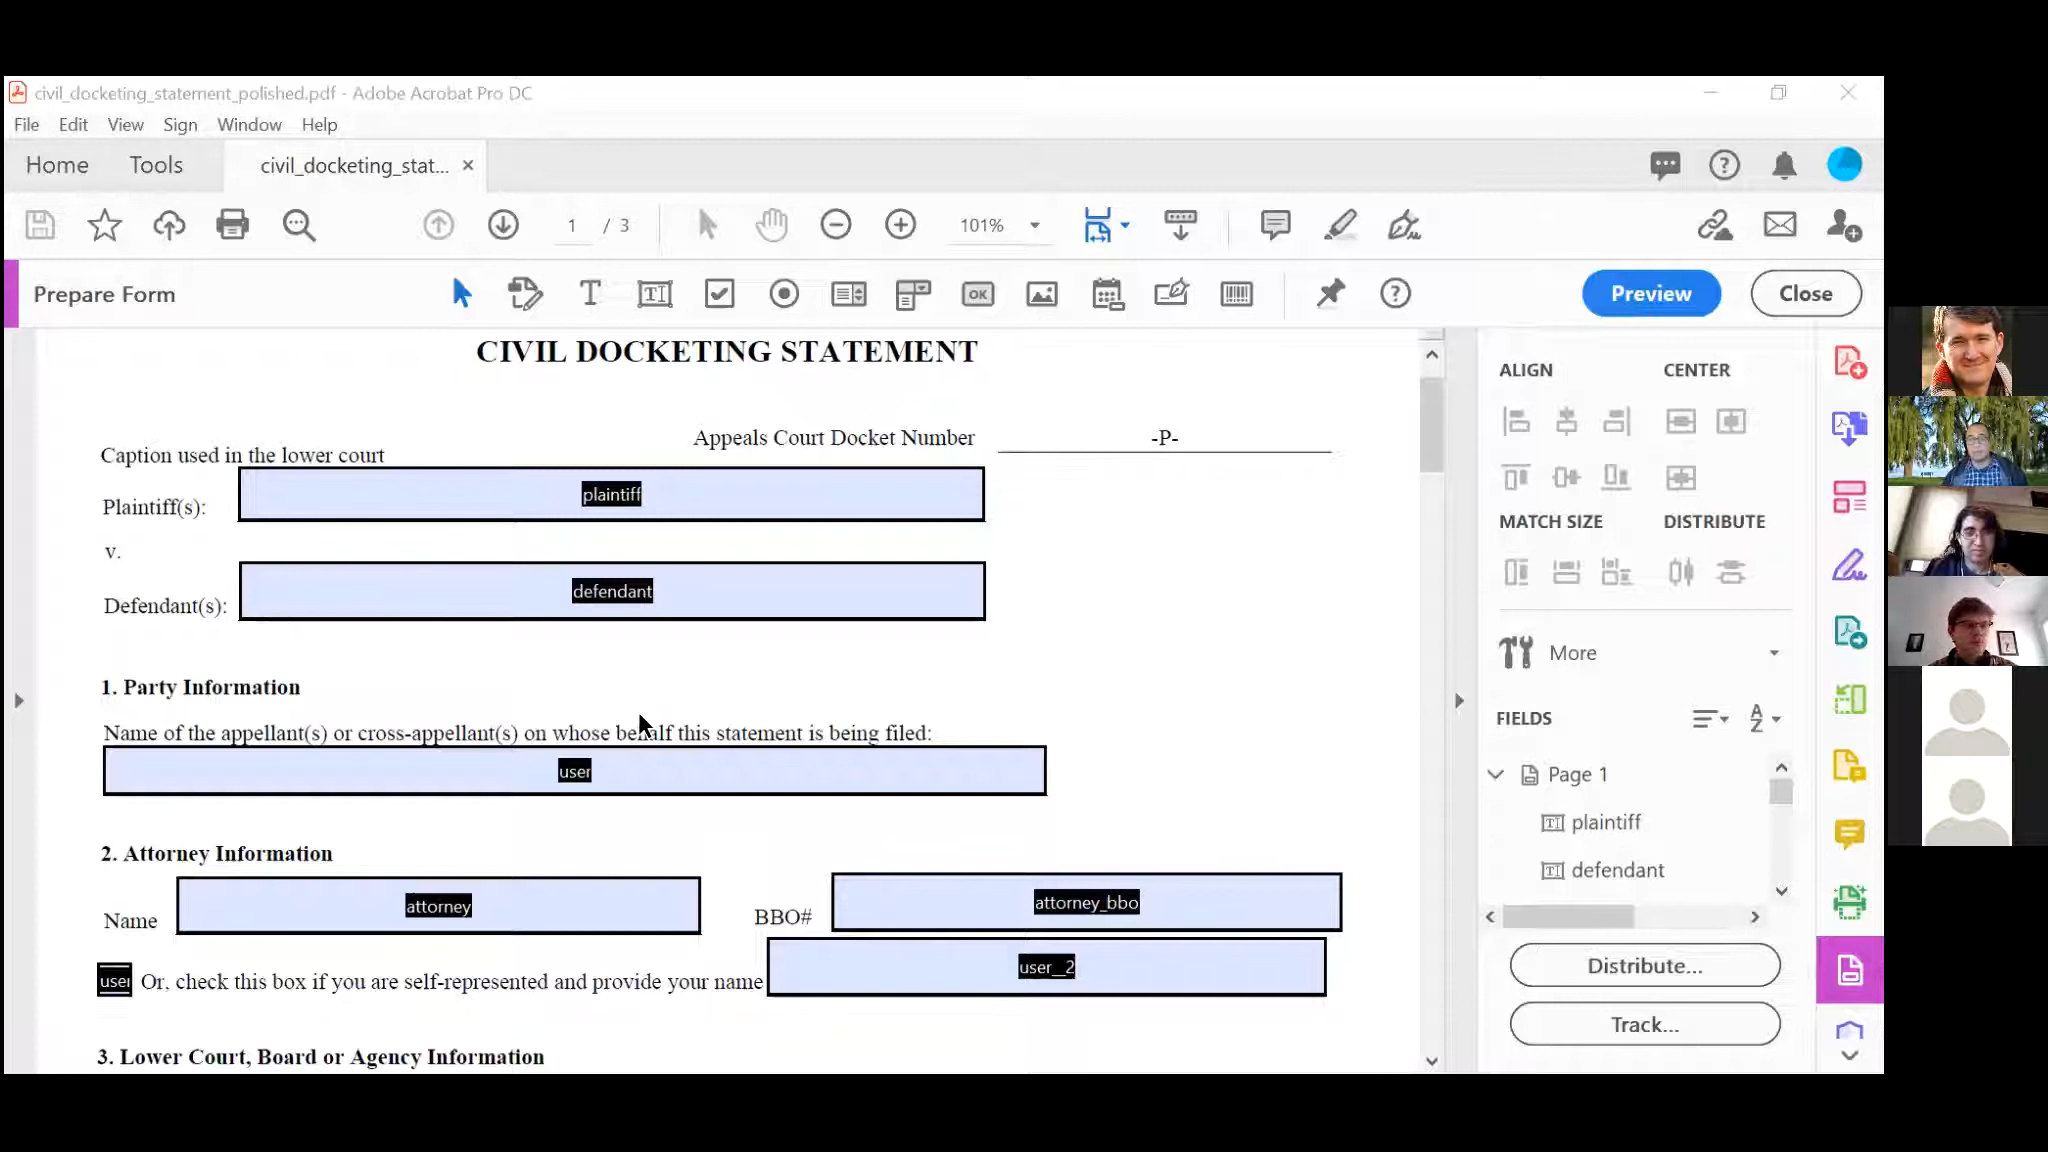 civil_docketing_statement_polished.pdf - Adobe Acrobat Pro DC
File Edit View Sign Window Help
Home Tools civil_docketing_stat... ×
1 / 3 101%
Prepare Form OK Preview Close
CIVIL DOCKETING STATEMENT
Appeals Court Docket Number -P-
Caption used in the lower court
Plaintiff(s): plaintiff
v.
Defendant(s): defendant
1. Party Information
Name of the appellant(s) or cross-appellant(s) on whose behalf this statement is being filed:
user
2. Attorney Information
Name attorney BBO# attorney_bbo
user Or, check this box if you are self-represented and provide your name user__2
3. Lower Court, Board or Agency Information
ALIGN CENTER
MATCH SIZE DISTRIBUTE
More
FIELDS
Page 1
plaintiff
defendant
Distribute...
Track...